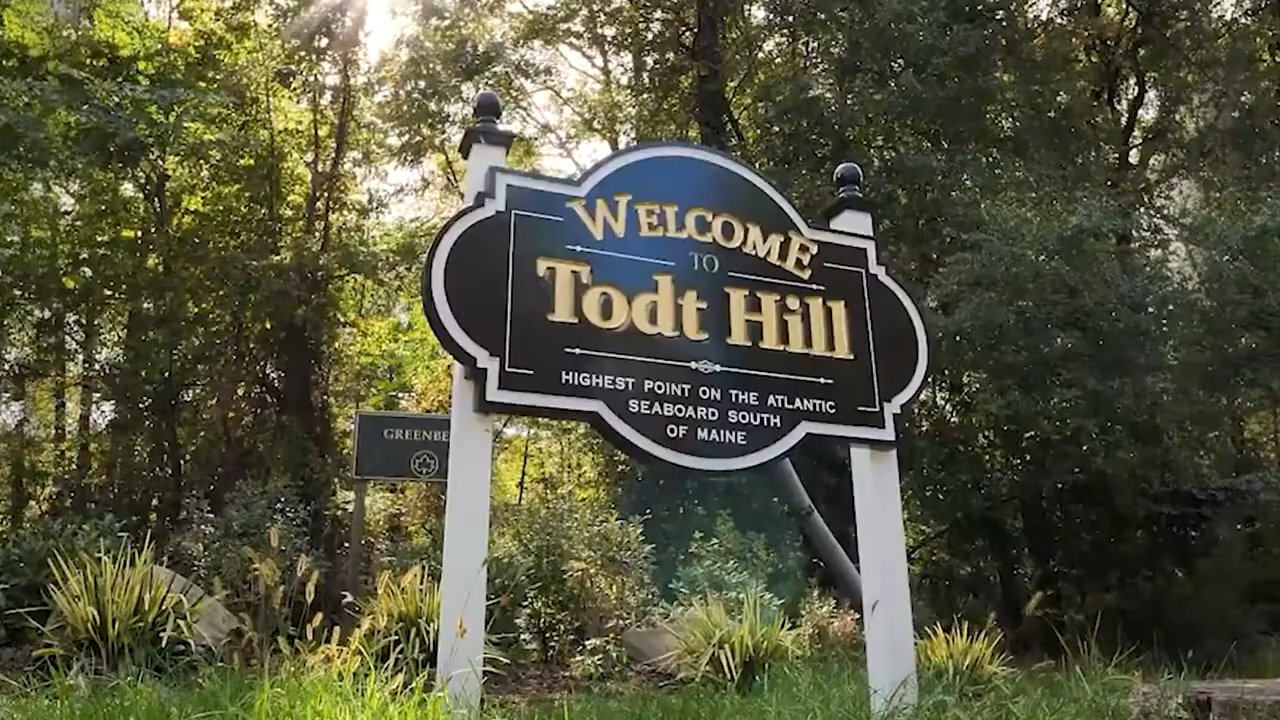 WELCOME
TO
Todt Hill
HIGHEST POINT ON THE ATLANTIC
SEABOARD SOUTH
OF MAINE